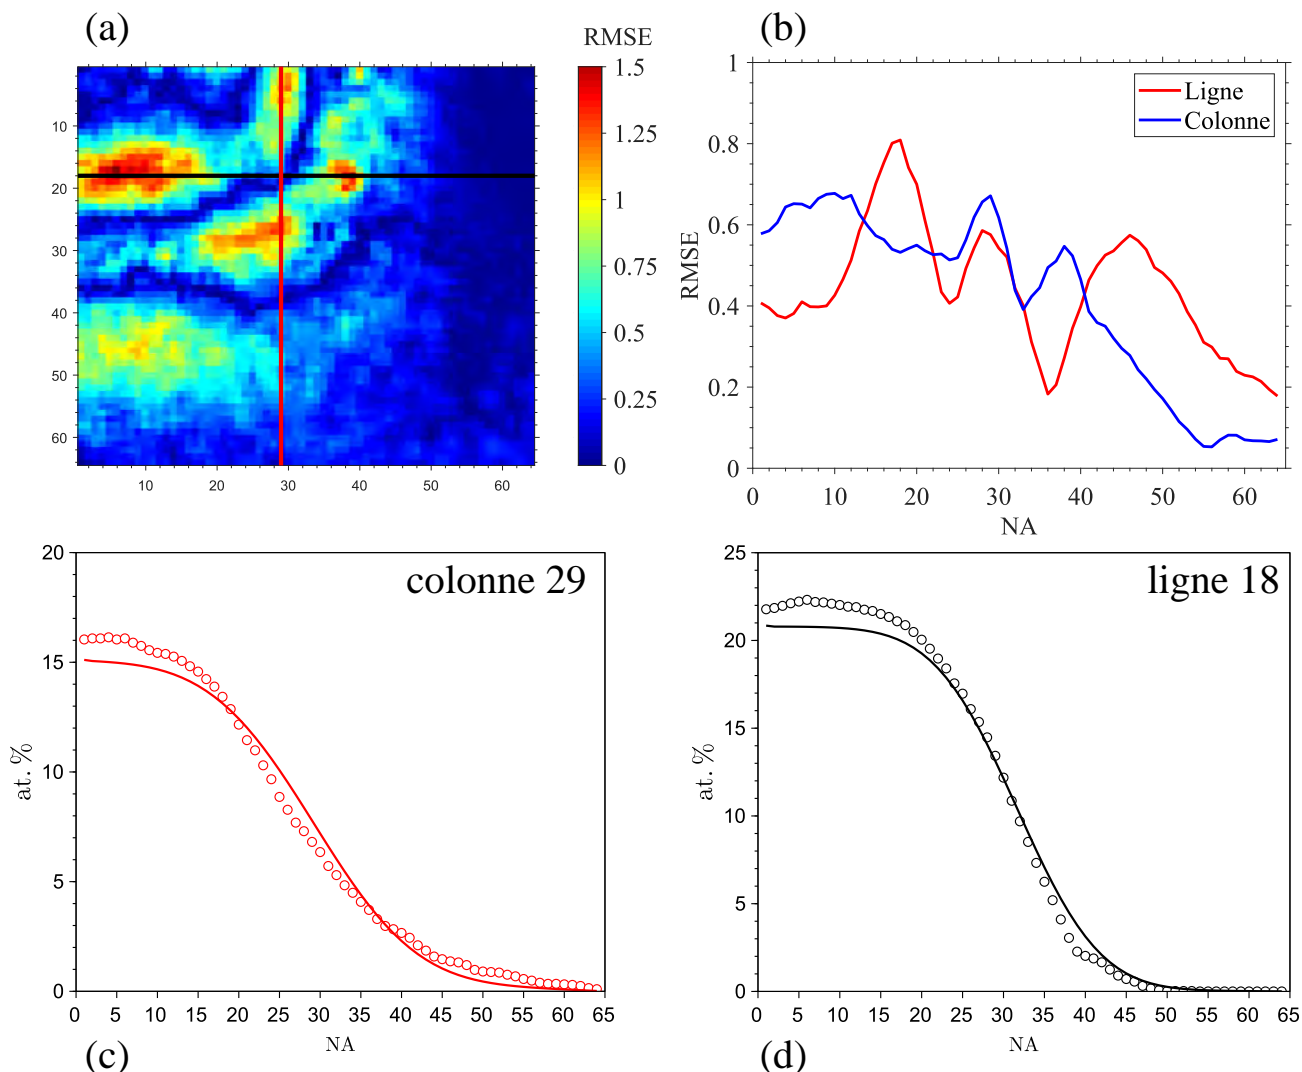 (a)
RMSE
10
20
30
40
50
60
10 20 30 40 50 60
1.5
1.25
1
0.75
0.5
0.25
0
(b)
RMSE
1
0.8
0.6
0.4
0.2
0
0 10 20 30 40 50 60
NA
Ligne
Colonne
colonne 29
at. %
20
15
10
5
0
0 5 10 15 20 25 30 35 40 45 50 55 60 65
NA
(c)
ligne 18
at. %
25
20
15
10
5
0
0 5 10 15 20 25 30 35 40 45 50 55 60 65
NA
(d)